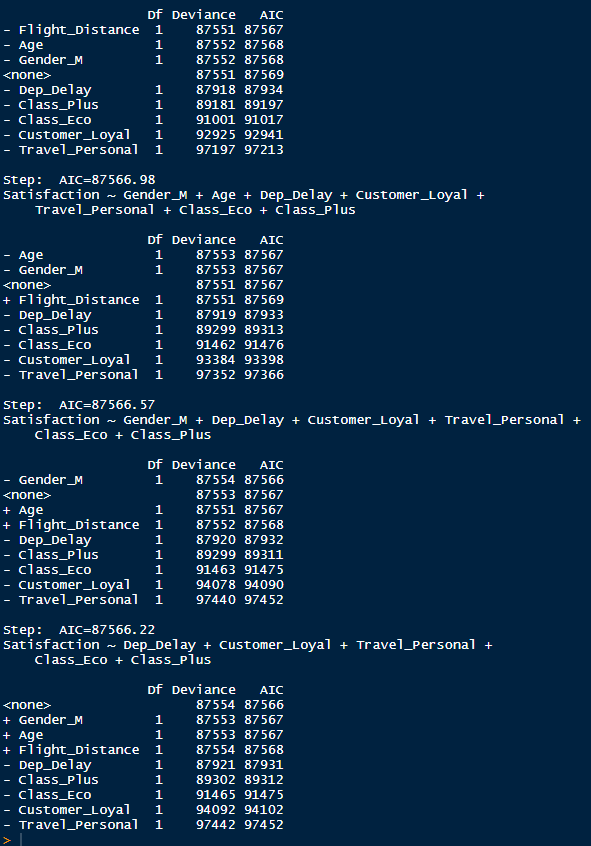 Df Deviance   AIC
- Flight_Distance  1    87551 87567
- Age              1    87552 87568
- Gender_M         1    87552 87568
<none>                  87551 87569
- Dep_Delay        1    87918 87934
- Class_Plus       1    89181 89197
- Class_Eco        1    91001 91017
- Customer_Loyal   1    92925 92941
- Travel_Personal  1    97197 97213

Step:  AIC=87566.98
Satisfaction ~ Gender_M + Age + Dep_Delay + Customer_Loyal +
    Travel_Personal + Class_Eco + Class_Plus

                  Df Deviance   AIC
- Age              1    87553 87567
- Gender_M         1    87553 87567
<none>                  87551 87567
+ Flight_Distance  1    87551 87569
- Dep_Delay        1    87919 87933
- Class_Plus       1    89299 89313
- Class_Eco        1    91462 91476
- Customer_Loyal   1    93384 93398
- Travel_Personal  1    97352 97366

Step:  AIC=87566.57
Satisfaction ~ Gender_M + Dep_Delay + Customer_Loyal + Travel_Personal +
    Class_Eco + Class_Plus

                  Df Deviance   AIC
- Gender_M         1    87554 87566
<none>                  87553 87567
+ Age              1    87551 87567
+ Flight_Distance  1    87552 87568
- Dep_Delay        1    87920 87932
- Class_Plus       1    89299 89311
- Class_Eco        1    91463 91475
- Customer_Loyal   1    94078 94090
- Travel_Personal  1    97440 97452

Step:  AIC=87566.22
Satisfaction ~ Dep_Delay + Customer_Loyal + Travel_Personal +
    Class_Eco + Class_Plus

                  Df Deviance   AIC
<none>                  87554 87566
+ Gender_M         1    87553 87567
+ Age              1    87553 87567
+ Flight_Distance  1    87554 87568
- Dep_Delay        1    87921 87931
- Class_Plus       1    89302 89312
- Class_Eco        1    91465 91475
- Customer_Loyal   1    94092 94102
- Travel_Personal  1    97442 97452
>